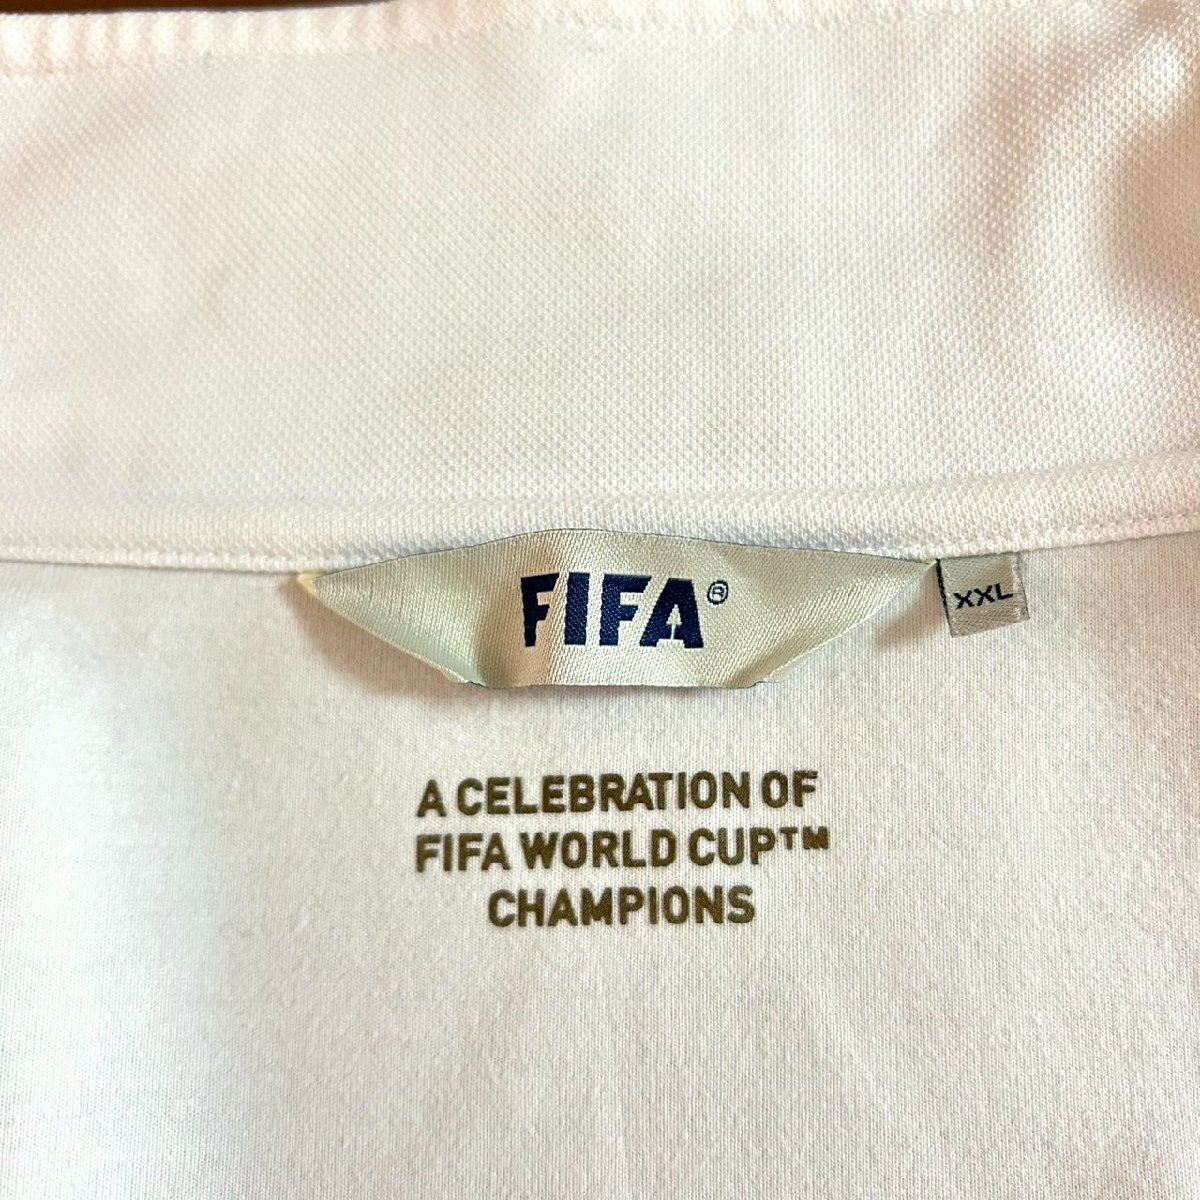 FIFA®
XXL
A CELEBRATION OF
FIFA WORLD CUP™
CHAMPIONS